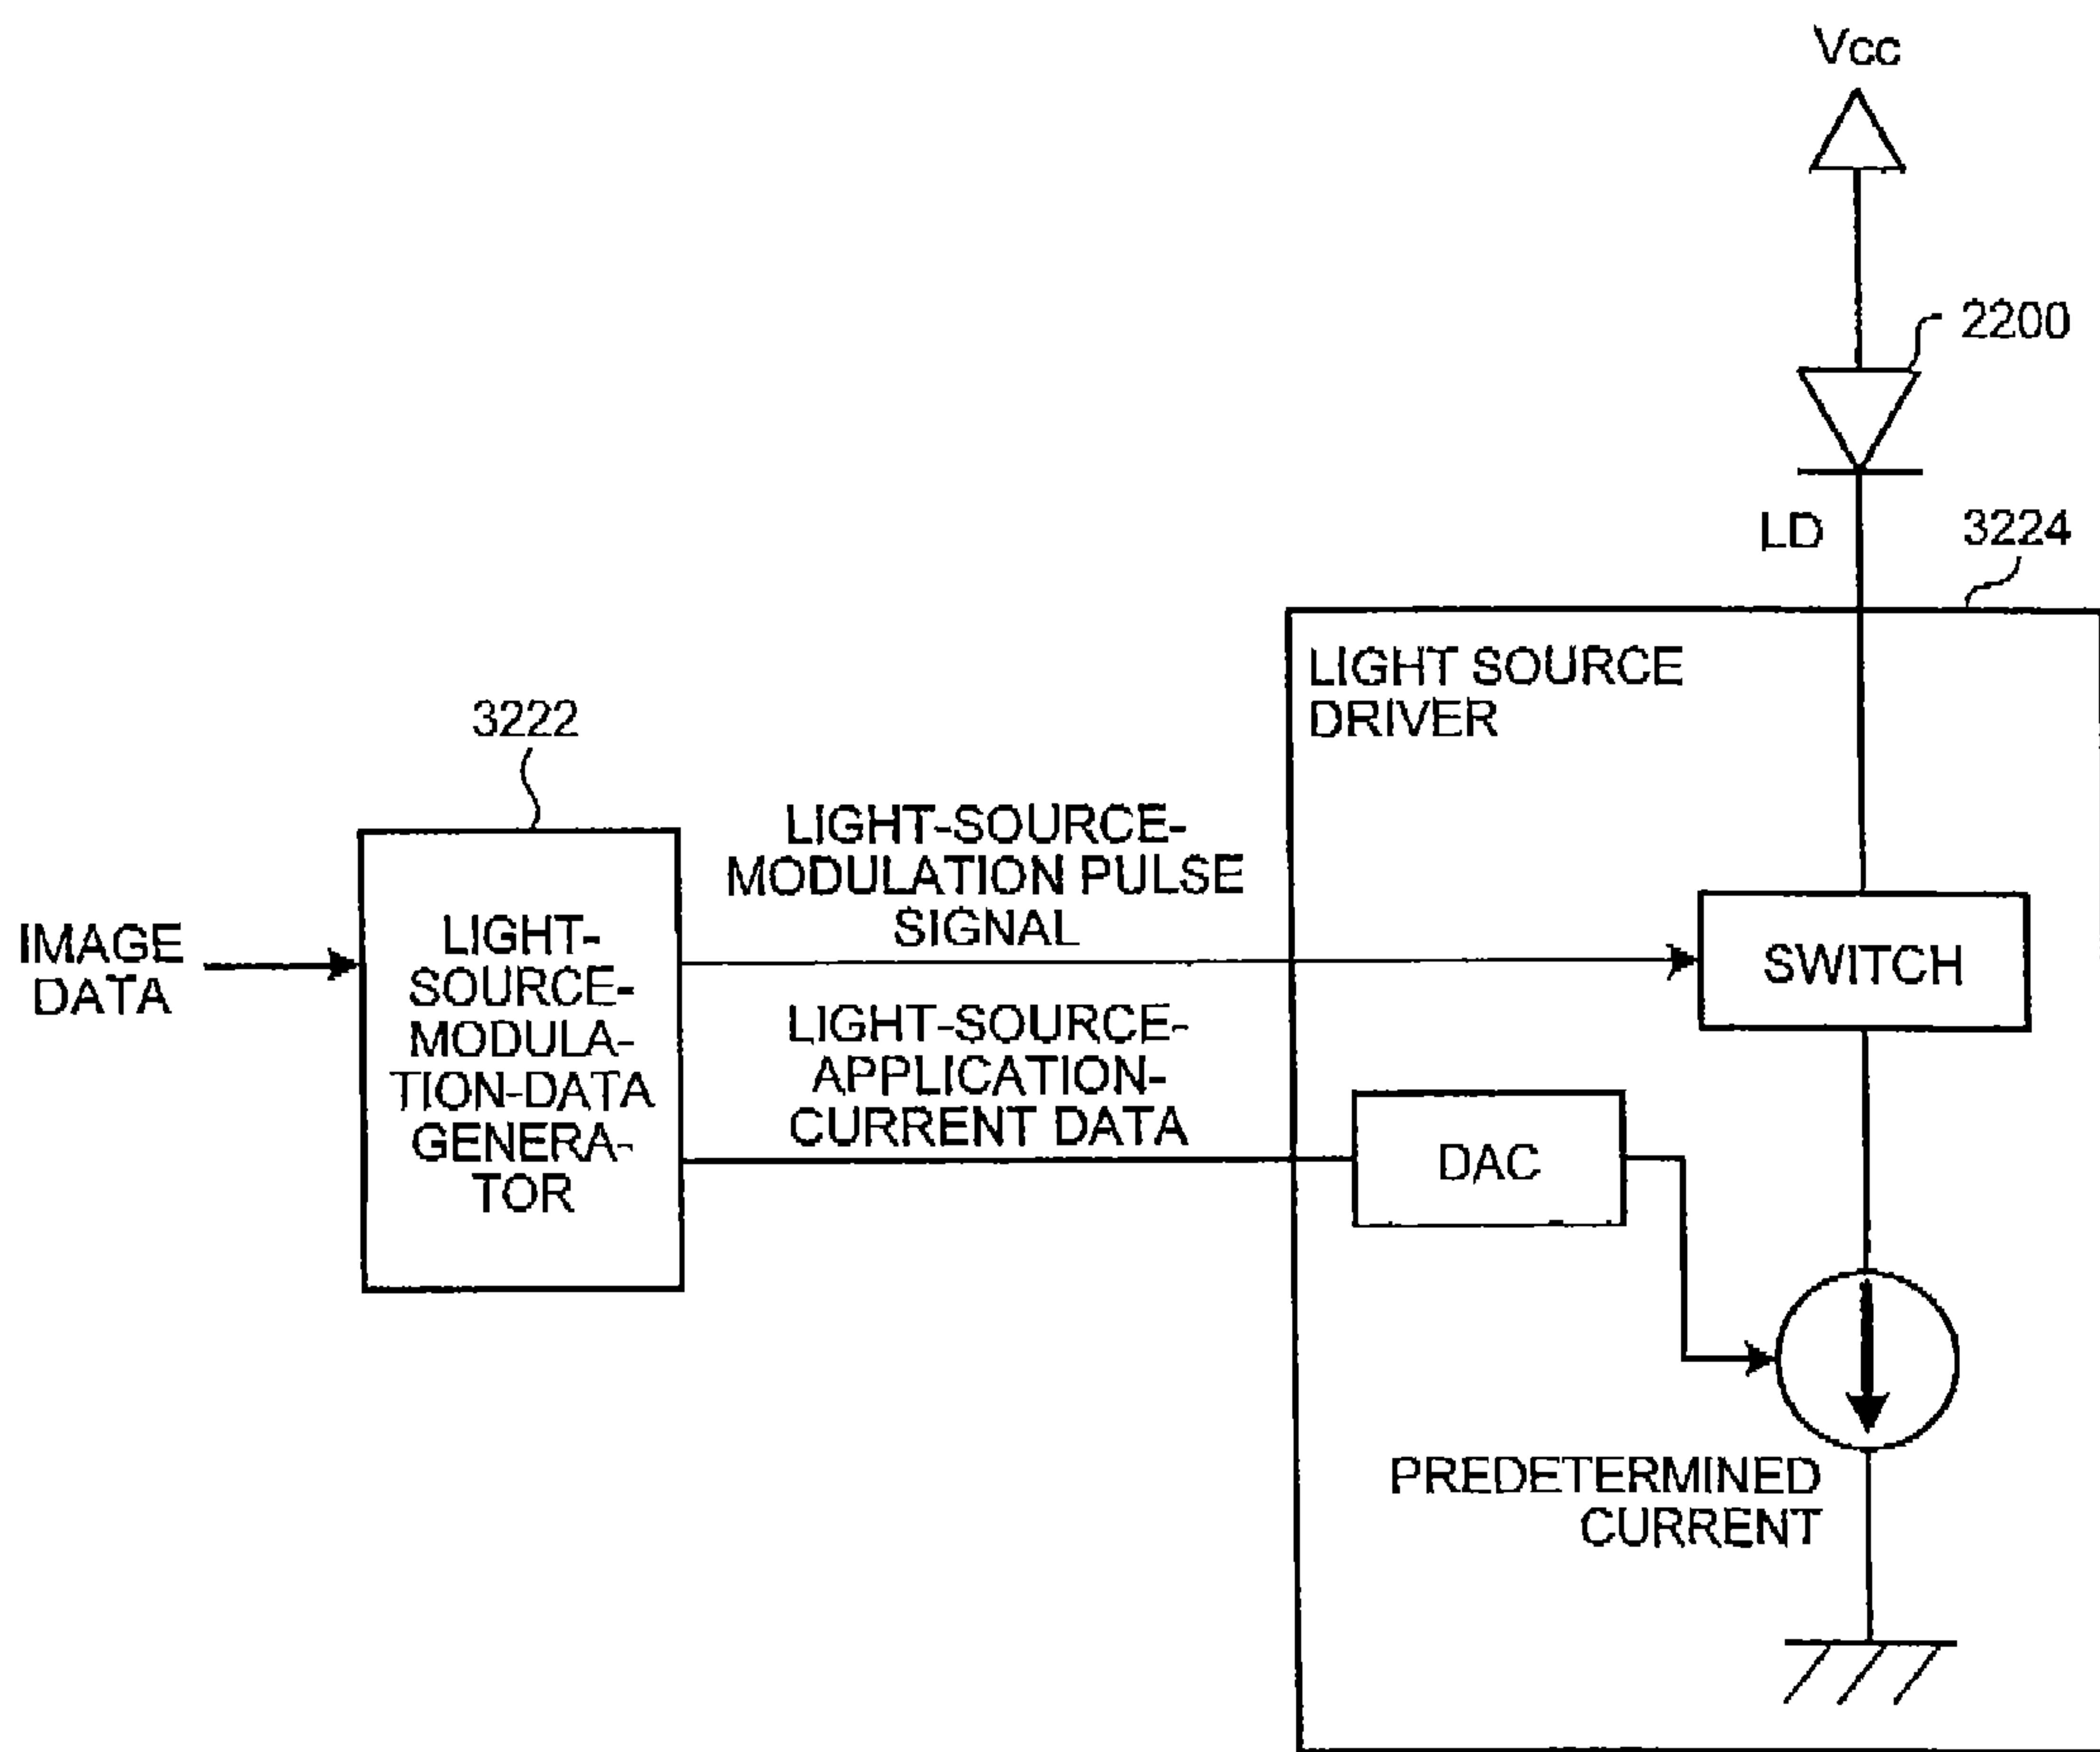 Vcc
2200
LD
3224
LIGHT SOURCE
DRIVER
3222
LIGHT-SOURCE-
MODULATION PULSE
SIGNAL
IMAGE
DATA
LIGHT-
SOURCE-
MODULA-
TION-DATA
GENERA-
TOR
SWITCH
LIGHT-SOURCE-
APPLICATION-
CURRENT DATA
DAC
PREDETERMINED
CURRENT